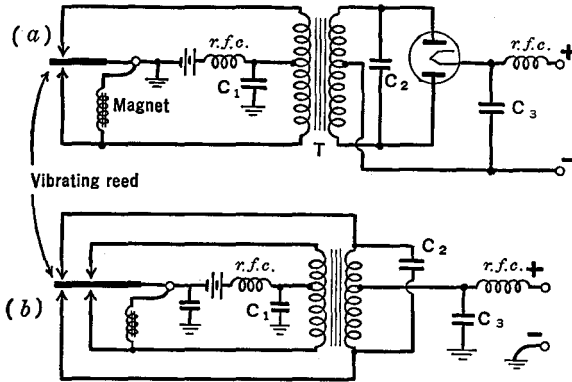 (a)
r.f.c.
C1
Magnet
T
C2
r.f.c.
+
C3
-
Vibrating reed
(b)
r.f.c.
C1
C2
r.f.c.
+
C3
-